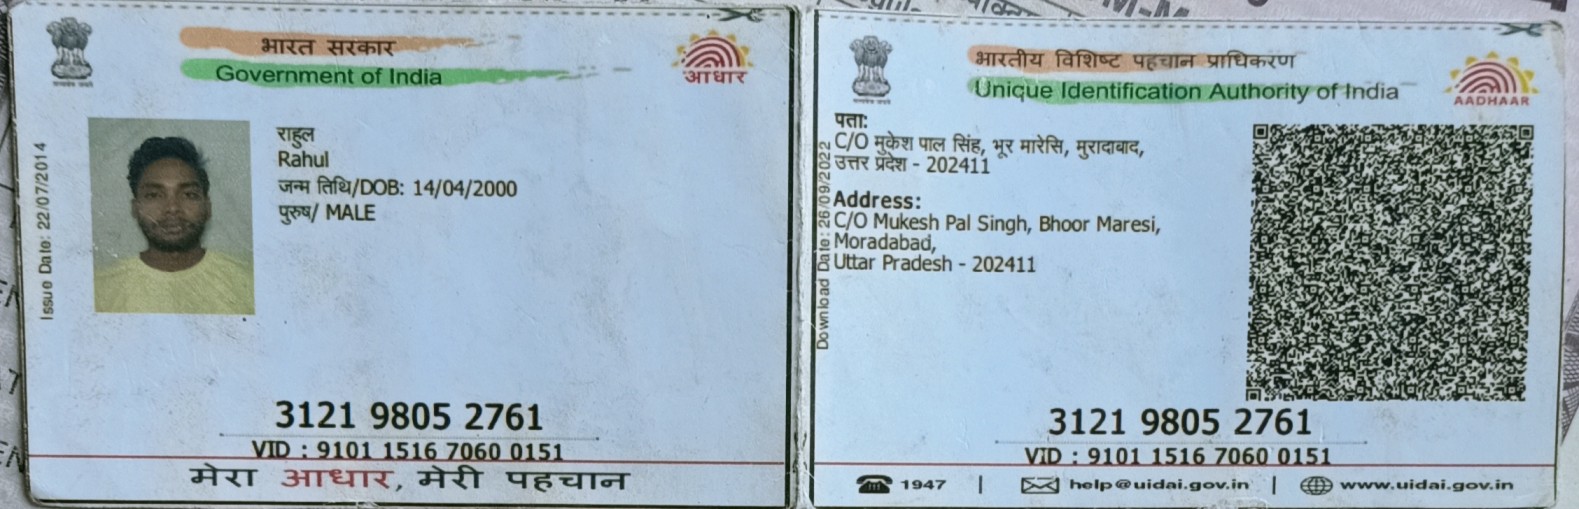 भारत सरकार
Government of India
आधार
Issue Date: 22/07/2014
राहुल
Rahul
जन्म तिथि/DOB: 14/04/2000
पुरुष/ MALE
3121 9805 2761
VID : 9101 1516 7060 0151
मेरा आधार, मेरी पहचान
भारतीय विशिष्ट पहचान प्राधिकरण
Unique Identification Authority of India
AADHAAR
Download Date: 26/09/2022
पता:
C/O मुकेश पाल सिंह, भूर मारेसि, मुरादाबाद,
उत्तर प्रदेश - 202411
Address:
C/O Mukesh Pal Singh, Bhoor Maresi,
Moradabad,
Uttar Pradesh - 202411
3121 9805 2761
VID : 9101 1516 7060 0151
1947 | help@uidai.gov.in | www.uidai.gov.in